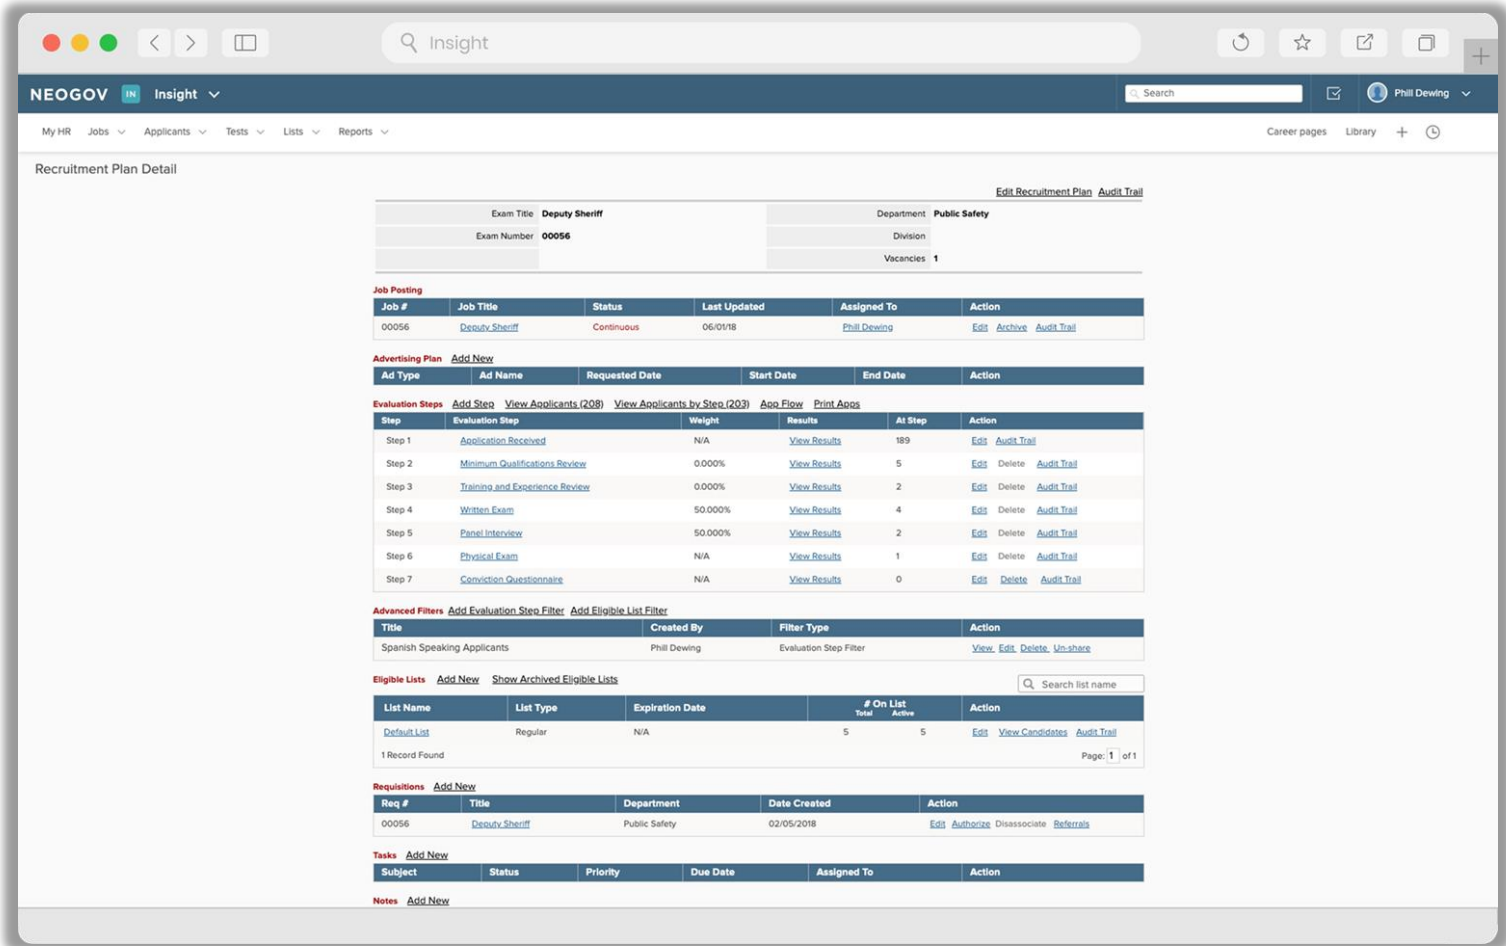 Insight
NEOGOV IN Insight Search Phill Dewing
My HR Jobs Applicants Tests Lists Reports Career pages Library
Recruitment Plan Detail
Edit Recruitment Plan Audit Trail
Exam Title Deputy Sheriff Department Public Safety
Exam Number 00056 Division
Vacancies 1
Job Posting
Job # Job Title Status Last Updated Assigned To Action
00056 Deputy Sheriff Continuous 06/01/18 Phill Dewing Edit Archive Audit Trail
Advertising Plan Add New
Ad Type Ad Name Requested Date Start Date End Date Action
Evaluation Steps Add Step View Applicants (208) View Applicants by Step (203) App Flow Print Apps
Step Evaluation Step Weight Results At Step Action
Step 1 Application Received N/A View Results 189 Edit Audit Trail
Step 2 Minimum Qualifications Review 0.000% View Results 5 Edit Delete Audit Trail
Step 3 Training and Experience Review 0.000% View Results 2 Edit Delete Audit Trail
Step 4 Written Exam 50.000% View Results 4 Edit Delete Audit Trail
Step 5 Panel Interview 50.000% View Results 2 Edit Delete Audit Trail
Step 6 Physical Exam N/A View Results 1 Edit Delete Audit Trail
Step 7 Conviction Questionnaire N/A View Results 0 Edit Delete Audit Trail
Advanced Filters Add Evaluation Step Filter Add Eligible List Filter
Title Created By Filter Type Action
Spanish Speaking Applicants Phill Dewing Evaluation Step Filter View Edit Delete Un-share
Eligible Lists Add New Show Archived Eligible Lists Search list name
List Name List Type Expiration Date # On List Total Active Action
Default List Regular N/A 5 5 Edit View Candidates Audit Trail
1 Record Found Page: 1 of 1
Requisitions Add New
Req # Title Department Date Created Action
00056 Deputy Sheriff Public Safety 02/05/2018 Edit Authorize Disassociate Referrals
Tasks Add New
Subject Status Priority Due Date Assigned To Action
Notes Add New